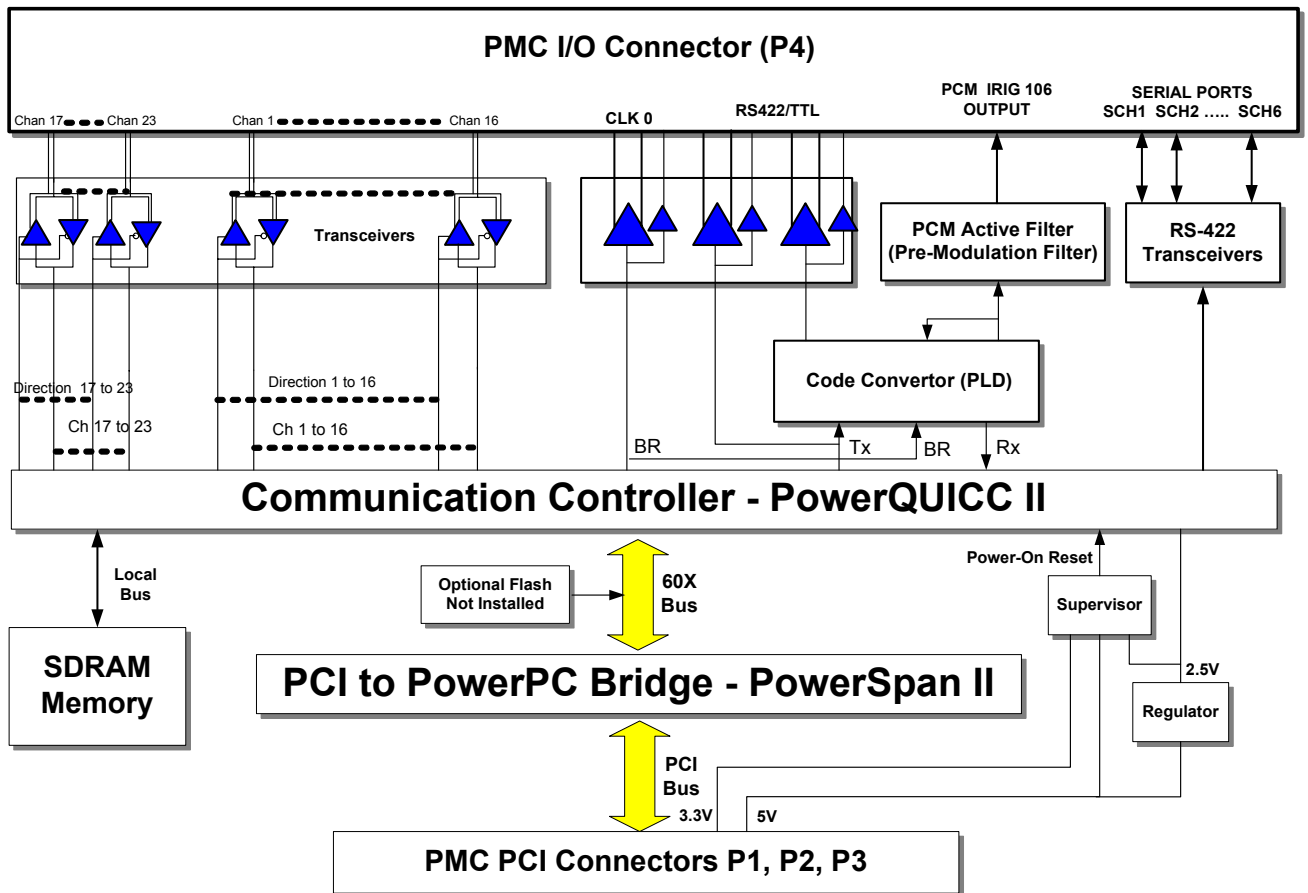 PMC I/O Connector (P4)
PCM IRIG 106
OUTPUT
SERIAL PORTS
SCH1 SCH2 ..... SCH6
Chan 17
Chan 23
Chan 1
Chan 16
CLK 0
RS422/TTL
Transceivers
PCM Active Filter
(Pre-Modulation Filter)
RS-422
Transceivers
Code Convertor (PLD)
Direction 17 to 23
Direction 1 to 16
Ch 17 to 23
Ch 1 to 16
BR
Tx
BR
Rx
Communication Controller - PowerQUICC II
Local
Bus
Optional Flash
Not Installed
60X
Bus
Power-On Reset
Supervisor
SDRAM
Memory
PCI to PowerPC Bridge - PowerSpan II
2.5V
Regulator
PCI
Bus
3.3V
5V
PMC PCI Connectors P1, P2, P3